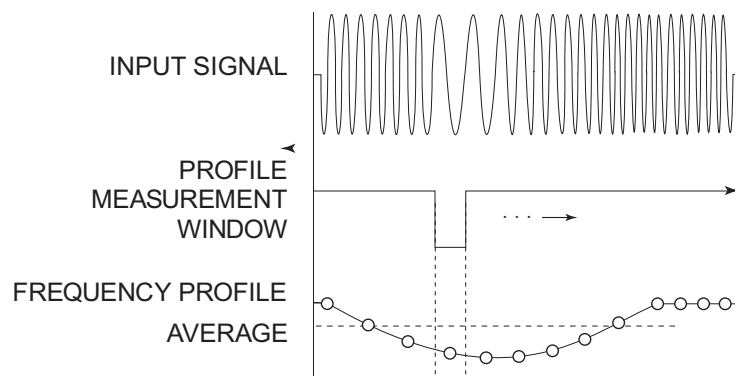 INPUT SIGNAL
PROFILE
MEASUREMENT
WINDOW
FREQUENCY PROFILE
AVERAGE